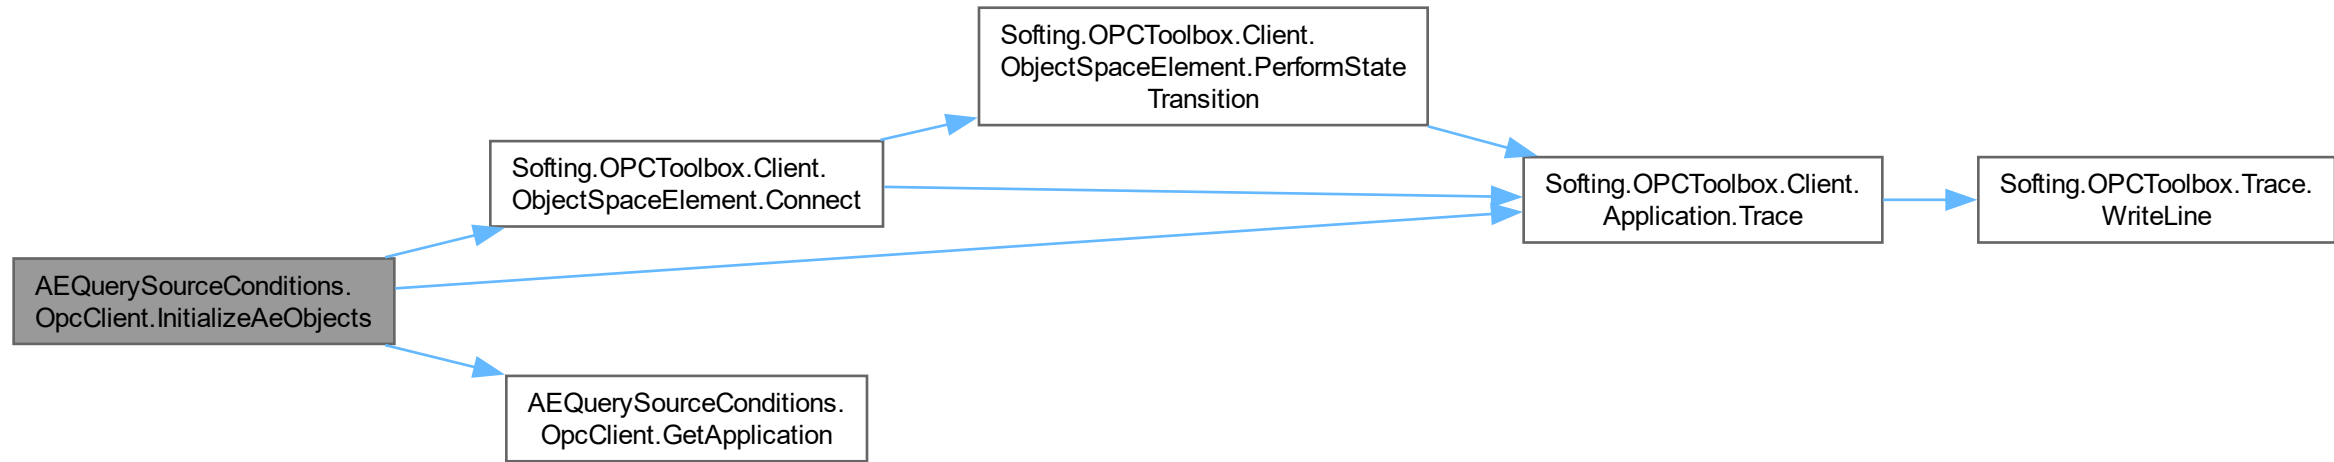 AEQuerySourceConditions.
OpcClient.InitializeAeObjects
Softing.OPCToolbox.Client.
ObjectSpaceElement.Connect
Softing.OPCToolbox.Client.
ObjectSpaceElement.PerformState
Transition
Softing.OPCToolbox.Client.
Application.Trace
Softing.OPCToolbox.Trace.
WriteLine
AEQuerySourceConditions.
OpcClient.GetApplication